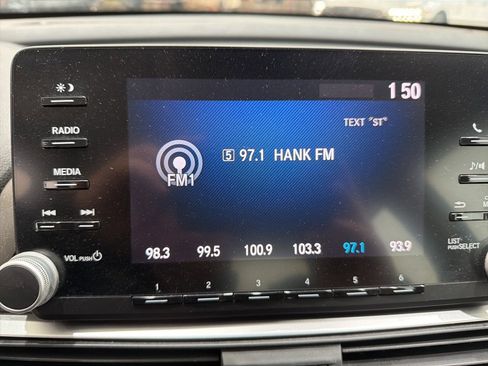 1 50
RADIO
TEXT "ST"
5 97.1 HANK FM
MEDIA
FM1
VOL PUSH
LIST
PUSH SELECT
98.3 99.5 100.9 103.3 97.1 93.9
1 2 3 4 5 6